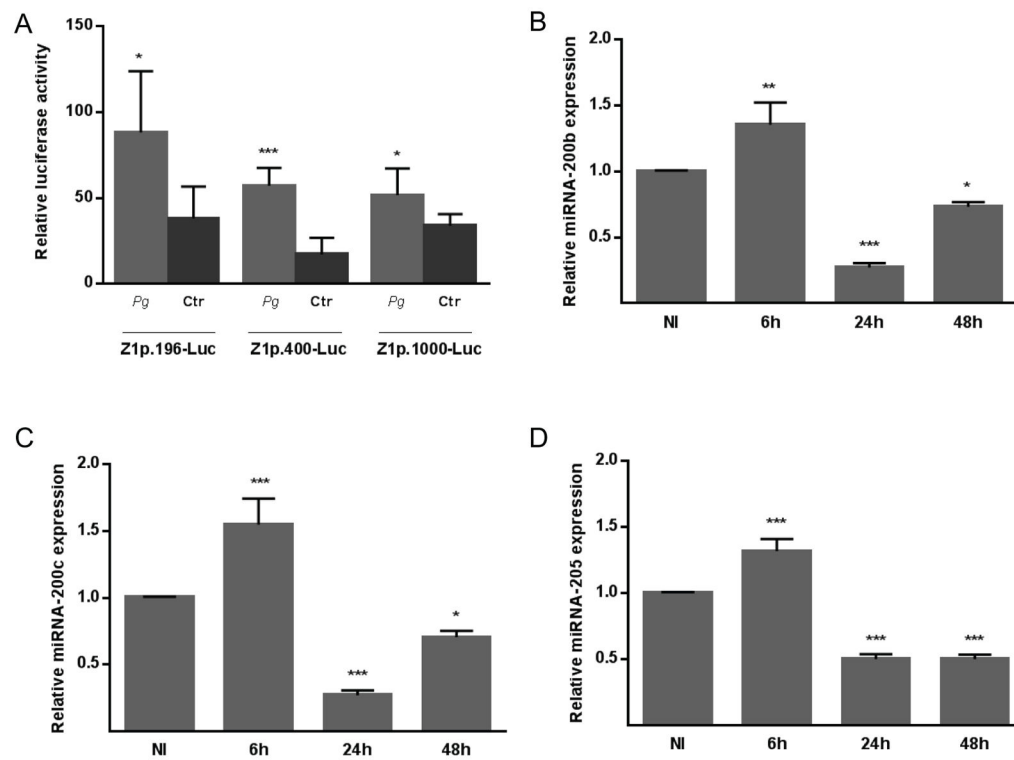 A
Relative luciferase activity
150
100
50
0
*
***
*
Pg Ctr Pg Ctr Pg Ctr
Z1p.196-Luc Z1p.400-Luc Z1p.1000-Luc
B
Relative miRNA-200b expression
2.0
1.5
1.0
0.5
**
***
*
NI 6h 24h 48h
C
Relative miRNA-200c expression
2.0
1.5
1.0
0.5
***
***
*
NI 6h 24h 48h
D
Relative miRNA-205 expression
2.0
1.5
1.0
0.5
***
***
***
NI 6h 24h 48h